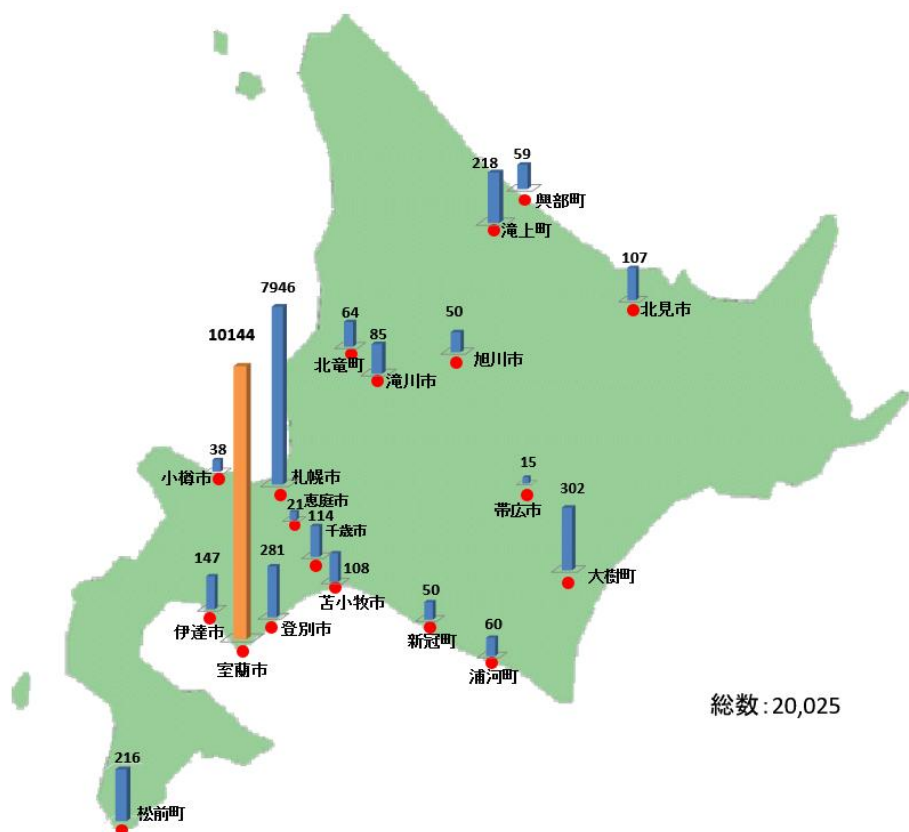 59
218
興部町
滝上町
107
北見市
7946
64
85
50
北竜町
滝川市
旭川市
10144
38
小樽市
札幌市
15
帯広市
302
大樹町
恵庭市
21
114
千歳市
147
281
108
苫小牧市
伊達市
登別市
室蘭市
50
新冠町
60
浦河町
総数:20,025
216
松前町